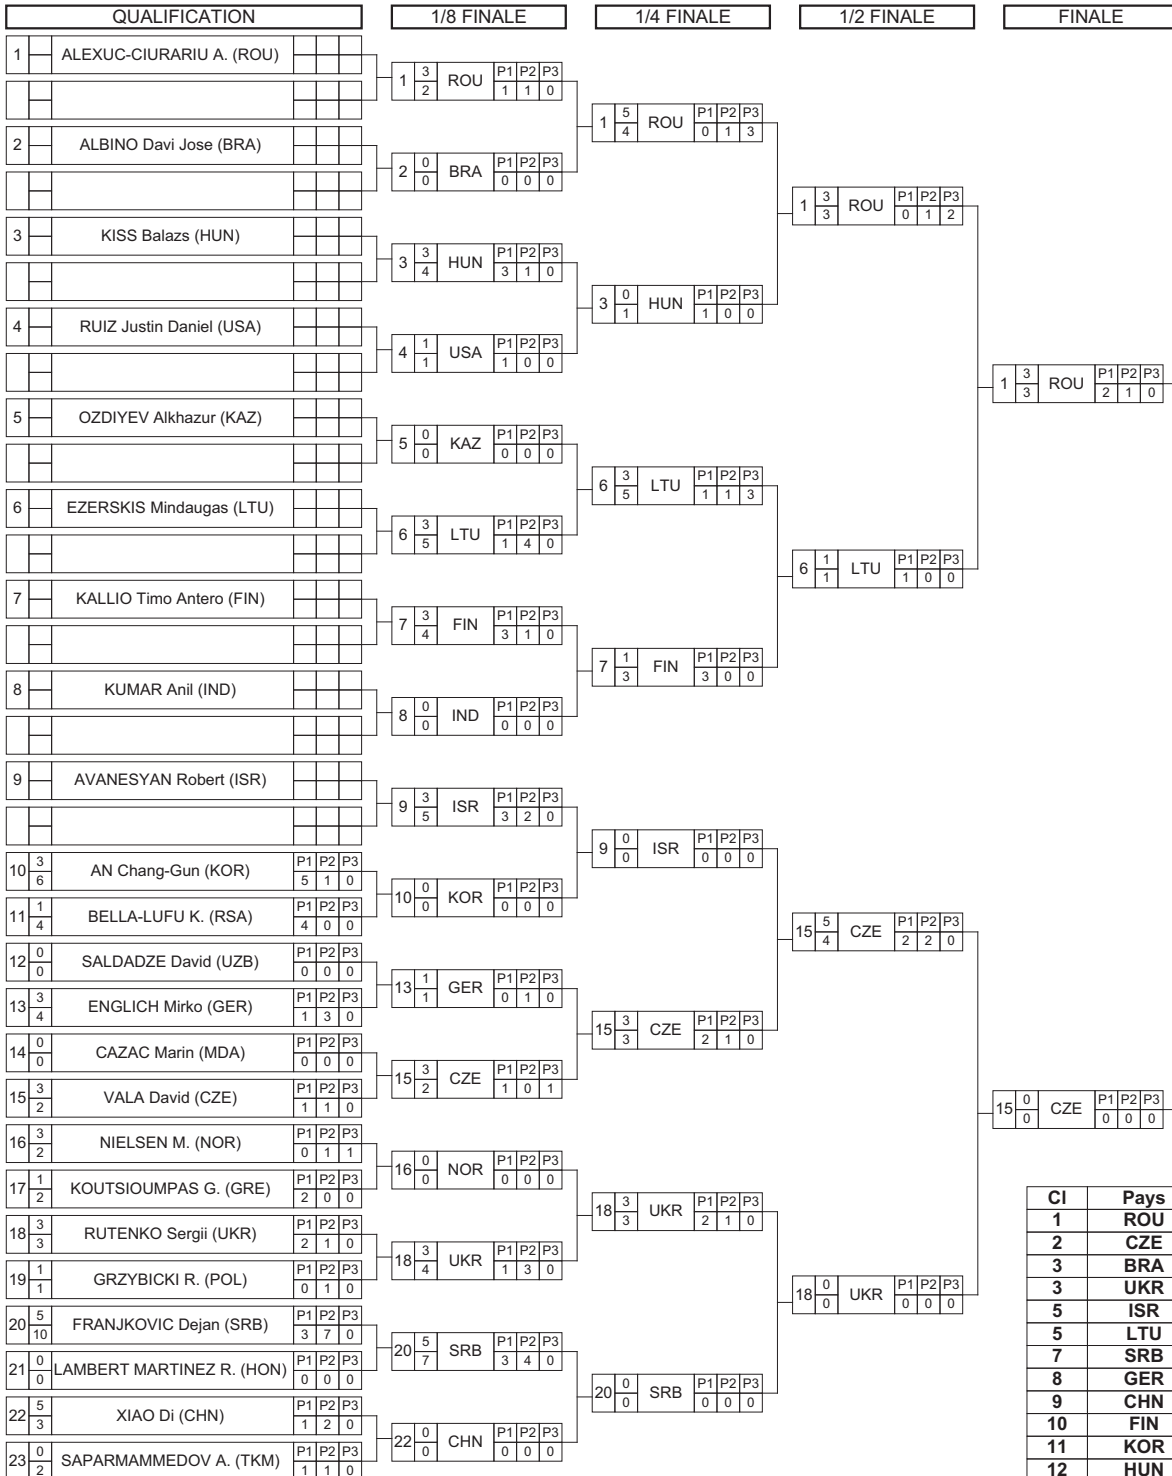 QUALIFICATION 1/8 FINALE 1/4 FINALE 1/2 FINALE FINALE
1 ALEXUC-CIURARIU A. (ROU)
2 ALBINO Davi Jose (BRA)
3 KISS Balazs (HUN)
4 RUIZ Justin Daniel (USA)
5 OZDIYEV Alkhazur (KAZ)
6 EZERSKIS Mindaugas (LTU)
7 KALLIO Timo Antero (FIN)
8 KUMAR Anil (IND)
9 AVANESYAN Robert (ISR)
10 3 6 AN Chang-Gun (KOR) P1 P2 P3 5 1 0
11 1 4 BELLA-LUFU K. (RSA) P1 P2 P3 4 0 0
12 0 0 SALDADZE David (UZB) P1 P2 P3 0 0 0
13 3 4 ENGLICH Mirko (GER) P1 P2 P3 1 3 0
14 0 0 CAZAC Marin (MDA) P1 P2 P3 0 0 0
15 3 2 VALA David (CZE) P1 P2 P3 1 1 0
16 3 2 NIELSEN M. (NOR) P1 P2 P3 0 1 1
17 1 2 KOUTSIOUMPAS G. (GRE) P1 P2 P3 2 0 0
18 3 3 RUTENKO Sergii (UKR) P1 P2 P3 2 1 0
19 1 1 GRZYBICKI R. (POL) P1 P2 P3 0 1 0
20 5 10 FRANJKOVIC Dejan (SRB) P1 P2 P3 3 7 0
21 0 0 LAMBERT MARTINEZ R. (HON) P1 P2 P3 0 0 0
22 5 3 XIAO Di (CHN) P1 P2 P3 1 2 0
23 0 2 SAPARMAMMEDOV A. (TKM) P1 P2 P3 1 1 0
1 3 2 ROU P1 P2 P3 1 1 0
2 0 0 BRA P1 P2 P3 0 0 0
3 3 4 HUN P1 P2 P3 3 1 0
4 1 1 USA P1 P2 P3 1 0 0
5 0 0 KAZ P1 P2 P3 0 0 0
6 3 5 LTU P1 P2 P3 1 4 0
7 3 4 FIN P1 P2 P3 3 1 0
8 0 0 IND P1 P2 P3 0 0 0
9 3 5 ISR P1 P2 P3 3 2 0
10 0 0 KOR P1 P2 P3 0 0 0
13 1 1 GER P1 P2 P3 0 1 0
15 3 2 CZE P1 P2 P3 1 0 1
16 0 0 NOR P1 P2 P3 0 0 0
18 3 4 UKR P1 P2 P3 1 3 0
20 5 7 SRB P1 P2 P3 3 4 0
22 0 0 CHN P1 P2 P3 0 0 0
1 5 4 ROU P1 P2 P3 0 1 3
3 0 1 HUN P1 P2 P3 1 0 0
6 3 5 LTU P1 P2 P3 1 1 3
7 1 3 FIN P1 P2 P3 3 0 0
9 0 0 ISR P1 P2 P3 0 0 0
15 3 3 CZE P1 P2 P3 2 1 0
18 3 3 UKR P1 P2 P3 2 1 0
20 0 0 SRB P1 P2 P3 0 0 0
1 3 3 ROU P1 P2 P3 0 1 2
6 1 1 LTU P1 P2 P3 1 0 0
15 5 4 CZE P1 P2 P3 2 2 0
18 0 0 UKR P1 P2 P3 0 0 0
1 3 3 ROU P1 P2 P3 2 1 0
15 0 0 CZE P1 P2 P3 0 0 0
Cl Pays
1 ROU
2 CZE
3 BRA
3 UKR
5 ISR
5 LTU
7 SRB
8 GER
9 CHN
10 FIN
11 KOR
12 HUN